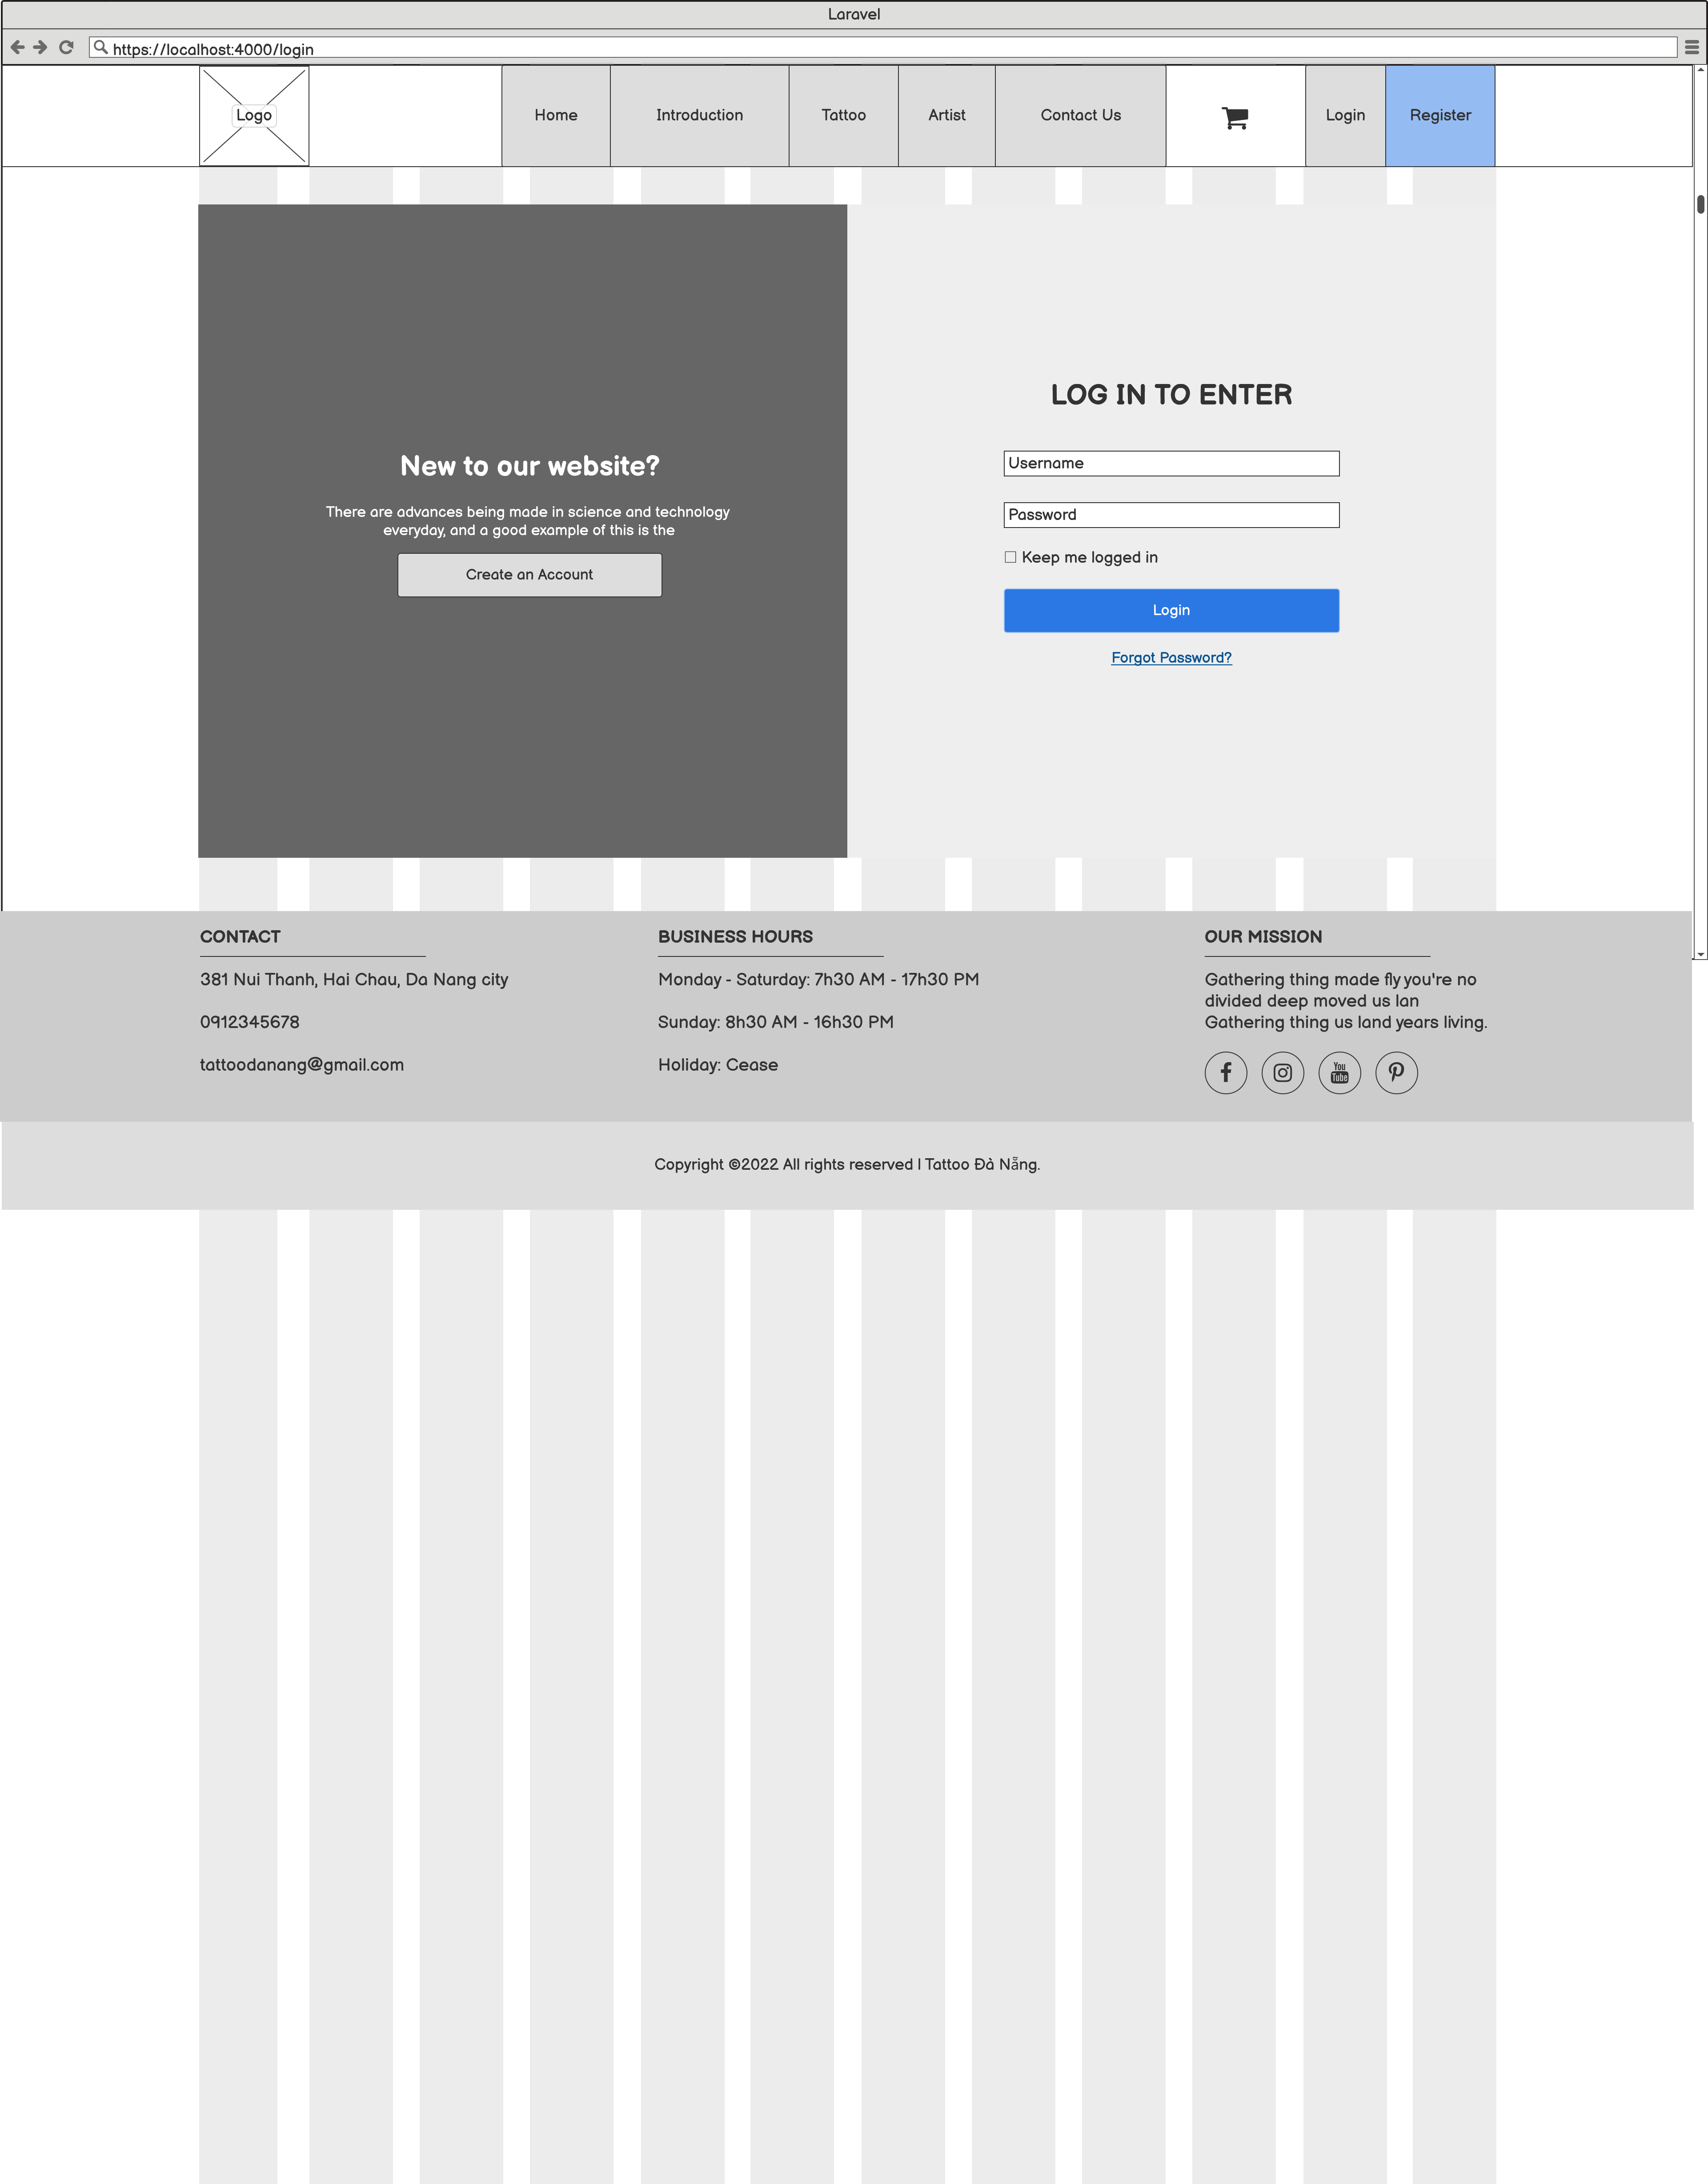 Laravel
https://localhost:4000/login
Logo
Home
Introduction
Tattoo
Artist
Contact Us
Login
Register
New to our website?
There are advances being made in science and technology
everyday, and a good example of this is the
Create an Account
LOG IN TO ENTER
Username
Password
Keep me logged in
Login
Forgot Password?
CONTACT
381 Nui Thanh, Hai Chau, Da Nang city
0912345678
tattoodanang@gmail.com
BUSINESS HOURS
Monday - Saturday: 7h30 AM - 17h30 PM
Sunday: 8h30 AM - 16h30 PM
Holiday: Cease
OUR MISSION
Gathering thing made fly you're no
divided deep moved us lan
Gathering thing us land years living.
You
Tube
Copyright ©2022 All rights reserved | Tattoo Đà Nẵng.